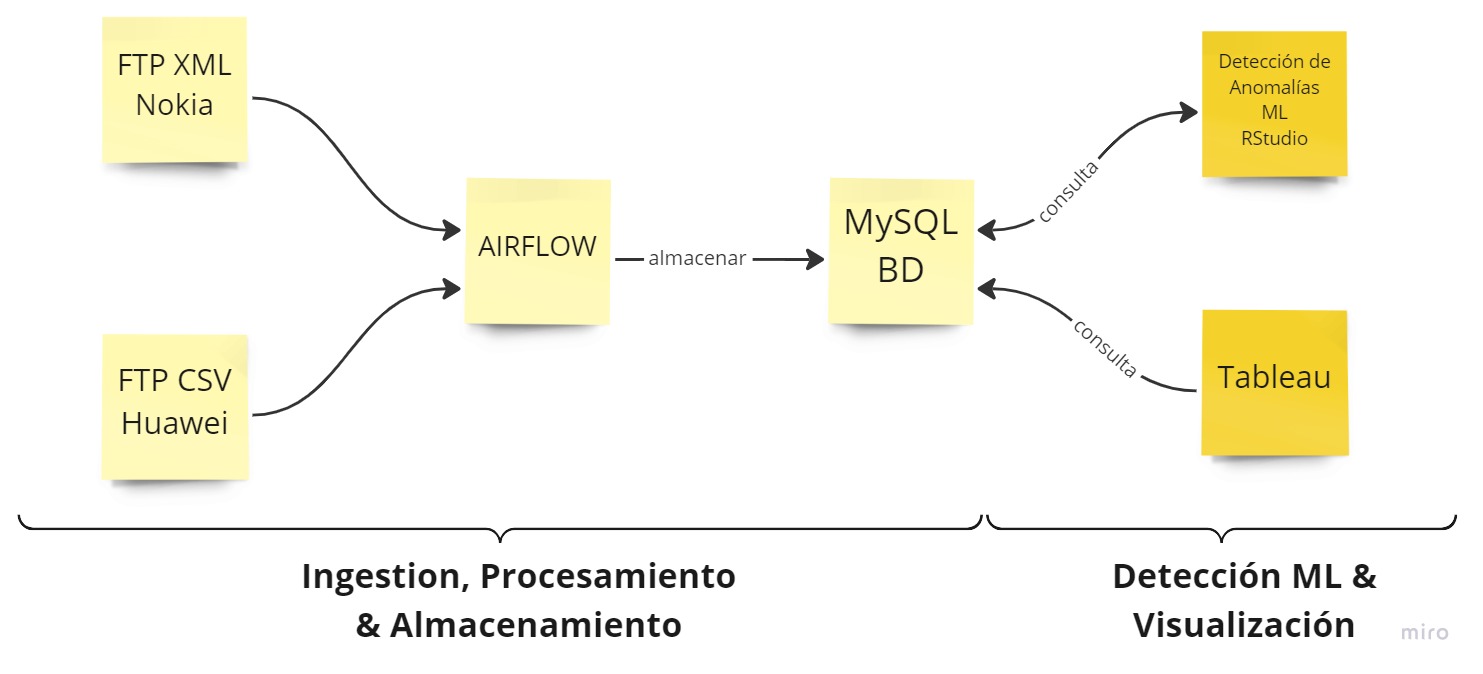 FTP XML
Nokia
FTP CSV
Huawei
AIRFLOW
almacenar
MySQL
BD
consulta
consulta
Detección de
Anomalías
ML
RStudio
Tableau
Ingestion, Procesamiento
& Almacenamiento
Detección ML &
Visualización
miro